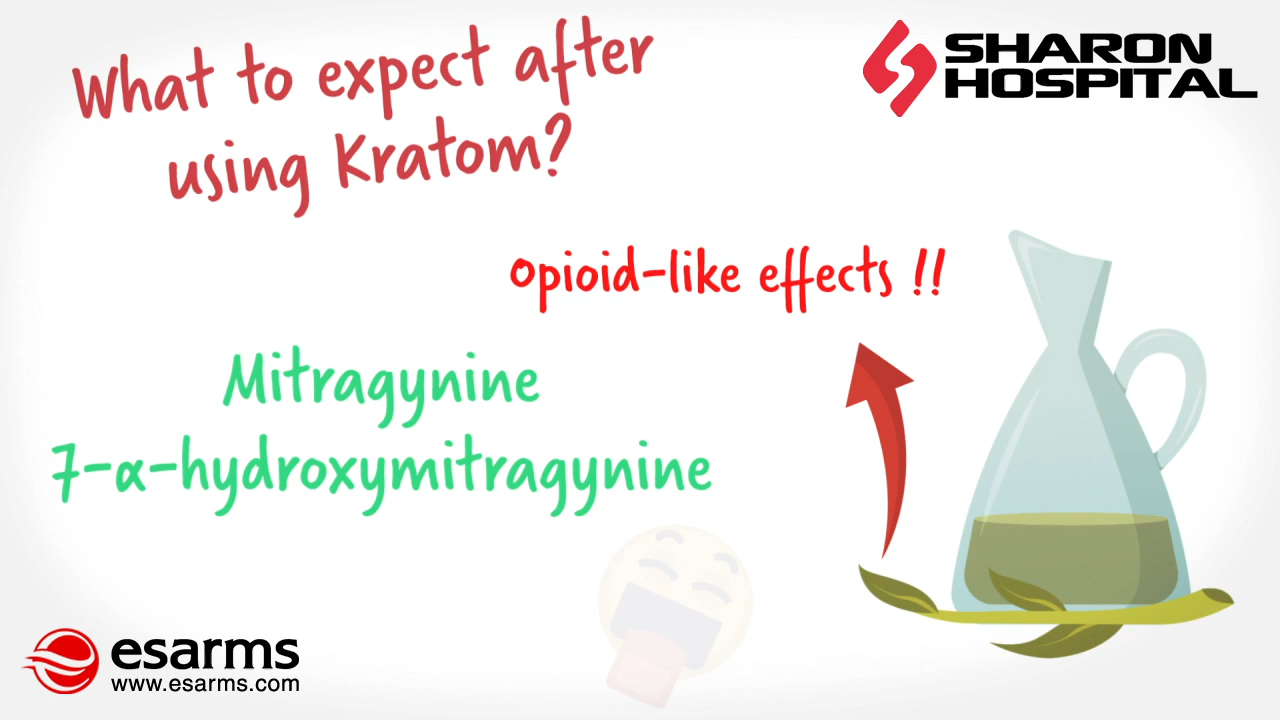 What to expect after
using Kratom?
SHARON
HOSPITAL
Opioid-like effects !!
Mitragynine
7-α-hydroxymitragynine
esarms
www.esarms.com